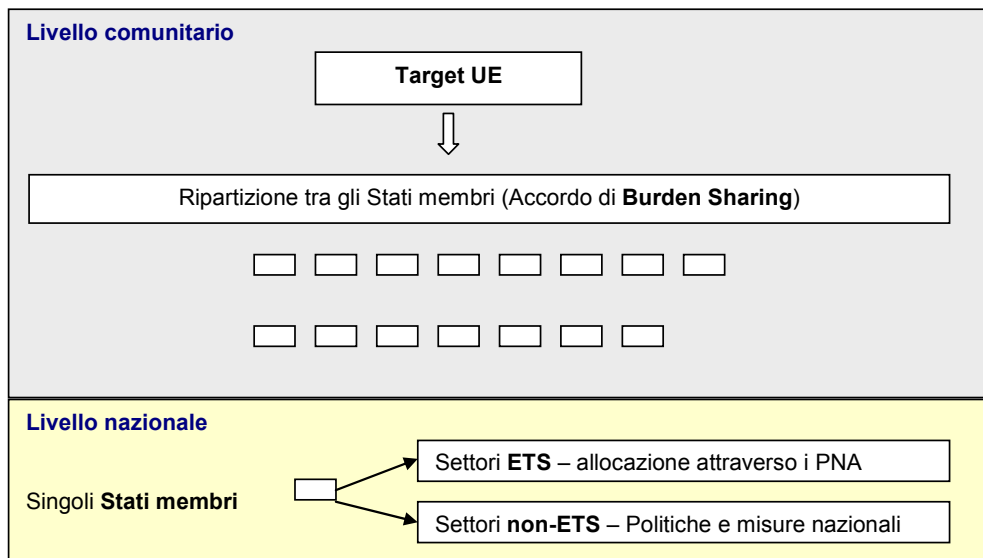 Livello comunitario
Target UE
Ripartizione tra gli Stati membri (Accordo di Burden Sharing)
Livello nazionale
Settori ETS – allocazione attraverso i PNA
Singoli Stati membri
Settori non-ETS – Politiche e misure nazionali